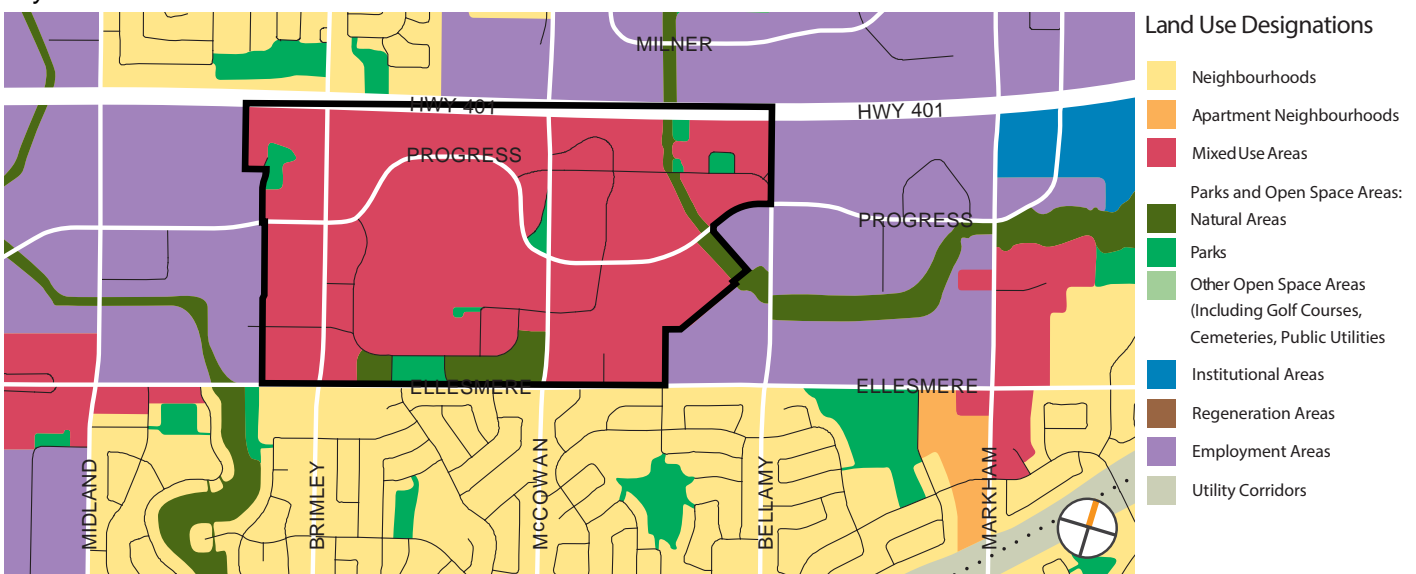 Land Use Designations
MILNER
Neighbourhoods
HWY 401
HWY 401
Apartment Neighbourhoods
PROGRESS
Mixed Use Areas
Parks and Open Space Areas:
PROGRESS
Natural Areas
Parks
Other Open Space Areas
(Including Golf Courses,
Cemeteries, Public Utilities
Institutional Areas
ELLESMERE
ELLESMERE
Regeneration Areas
Employment Areas
Utility Corridors
MIDLAND
BRIMLEY
McCOWAN
BELLAMY
MARKHAM